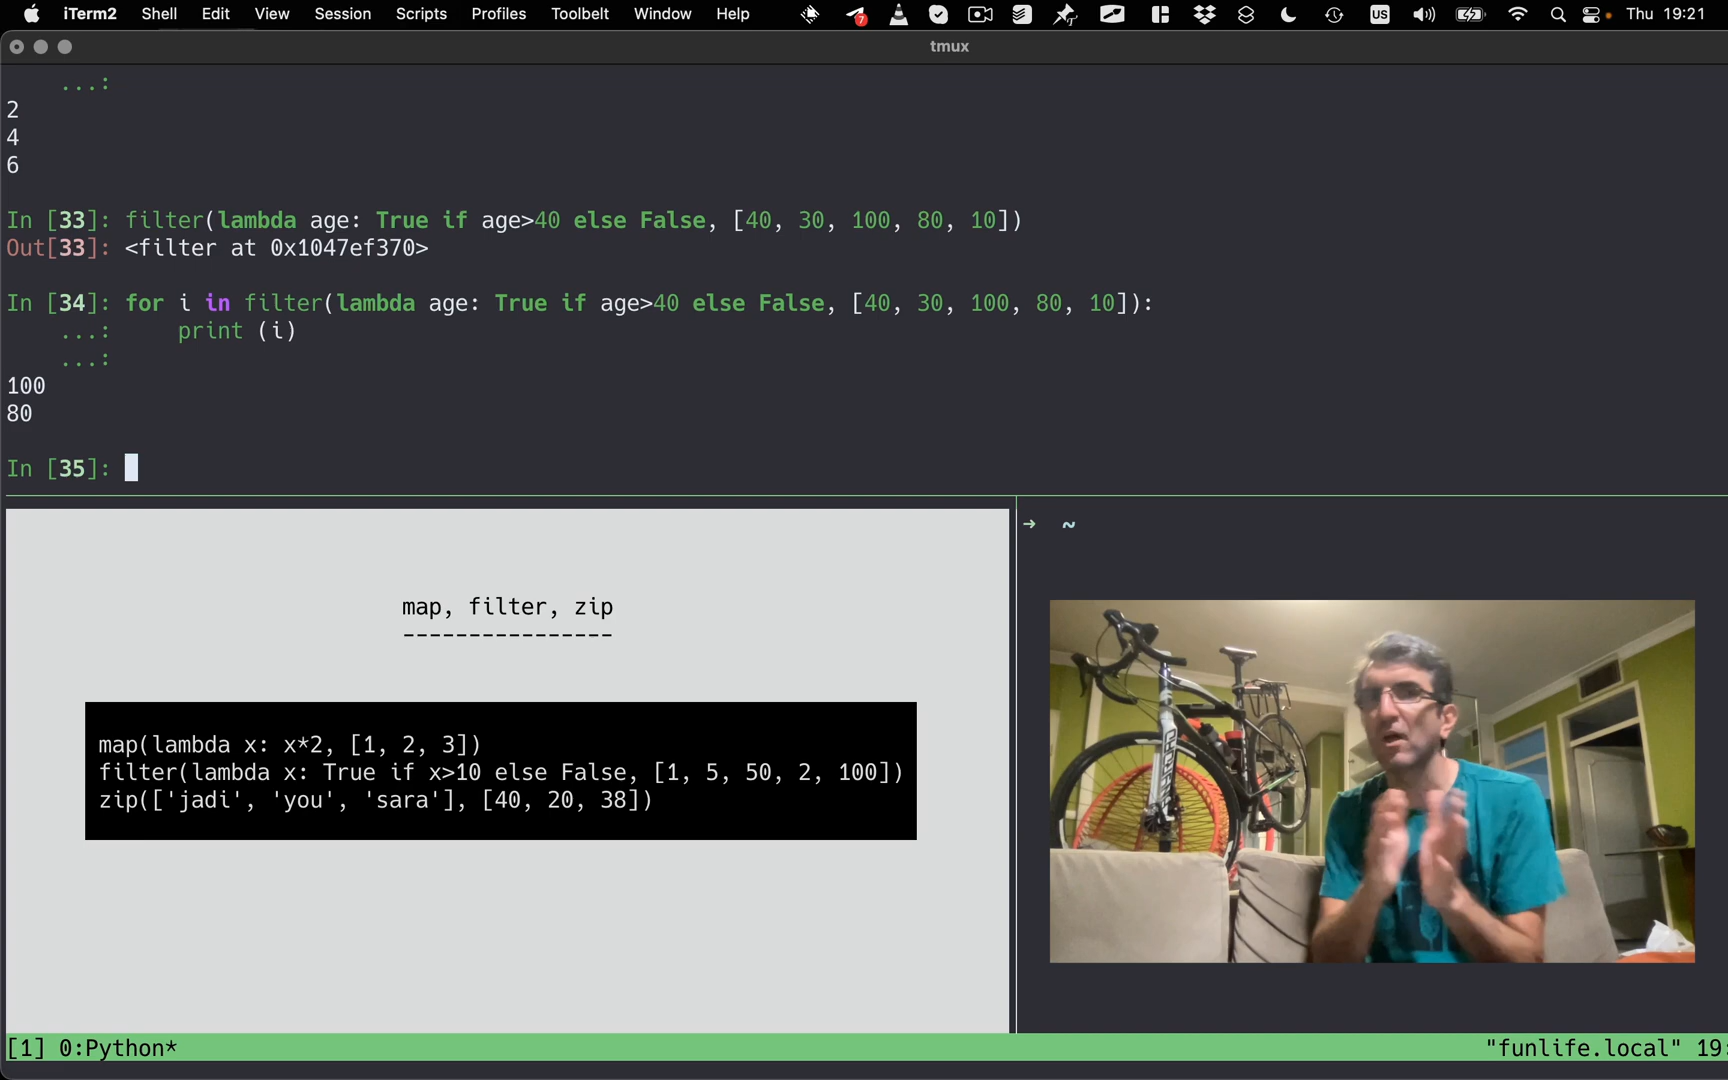 iTerm2 Shell Edit View Session Scripts Profiles Toolbelt Window Help 7 US Thu 19:21
tmux
...:
2
4
6
In [33]: filter(lambda age: True if age>40 else False, [40, 30, 100, 80, 10])
Out[33]: <filter at 0x1047ef370>
In [34]: for i in filter(lambda age: True if age>40 else False, [40, 30, 100, 80, 10]):
...: print (i)
...:
100
80
In [35]:
→ ~
map, filter, zip
----------------
map(lambda x: x*2, [1, 2, 3])
filter(lambda x: True if x>10 else False, [1, 5, 50, 2, 100])
zip(['jadi', 'you', 'sara'], [40, 20, 38])
[1] 0:Python* "funlife.local" 19: